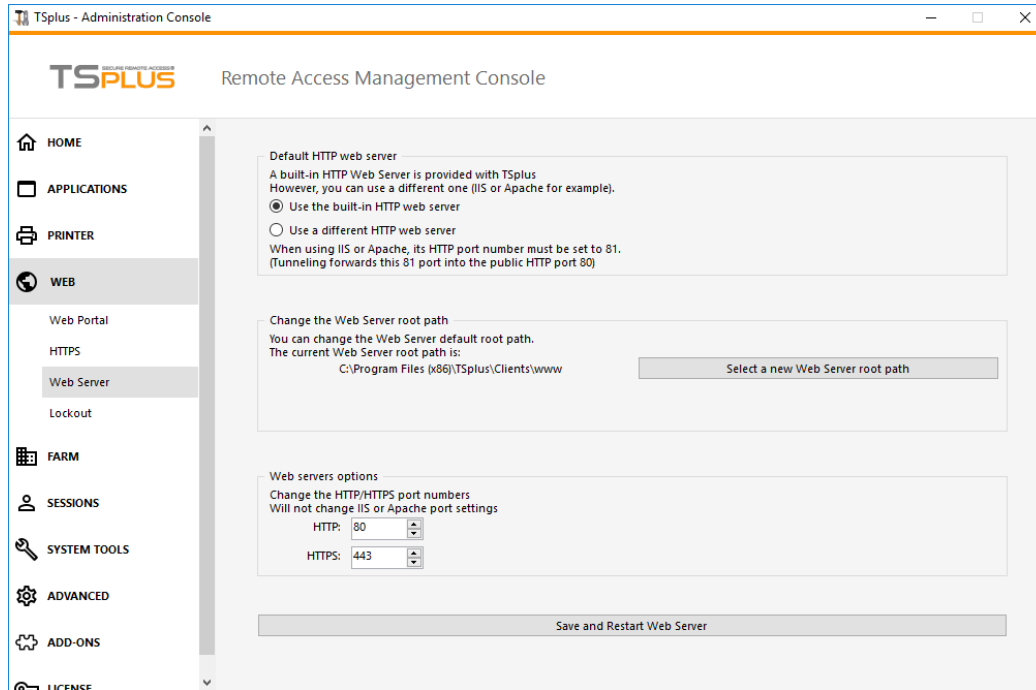 TSplus - Administration Console
SECURE REMOTE ACCESS®
TSPLUS
Remote Access Management Console
HOME
APPLICATIONS
PRINTER
WEB
Web Portal
HTTPS
Web Server
Lockout
FARM
SESSIONS
SYSTEM TOOLS
ADVANCED
ADD-ONS
LICENSE
Default HTTP web server
A built-in HTTP Web Server is provided with TSplus
However, you can use a different one (IIS or Apache for example).
Use the built-in HTTP web server
Use a different HTTP web server
When using IIS or Apache, its HTTP port number must be set to 81.
(Tunneling forwards this 81 port into the public HTTP port 80)
Change the Web Server root path
You can change the Web Server default root path.
The current Web Server root path is:
C:\Program Files (x86)\TSplus\Clients\www
Select a new Web Server root path
Web servers options
Change the HTTP/HTTPS port numbers
Will not change IIS or Apache port settings
HTTP: 80
HTTPS: 443
Save and Restart Web Server